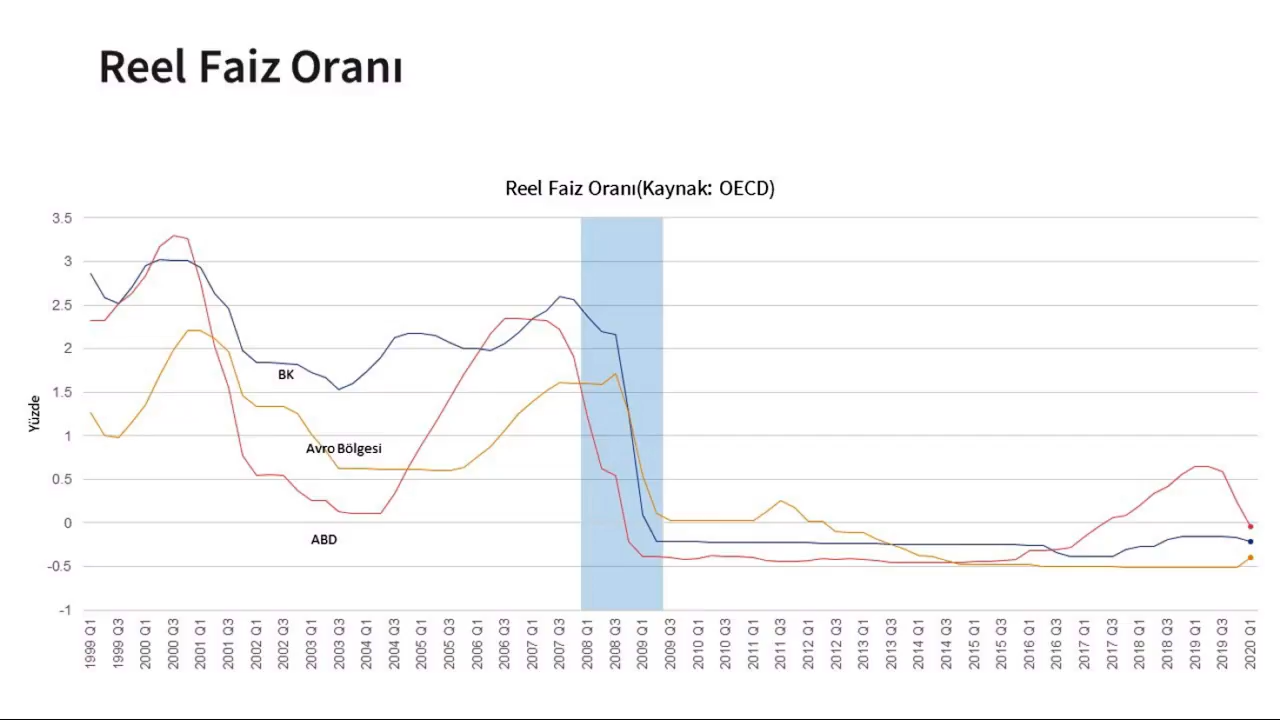 Reel Faiz Oranı
Reel Faiz Oranı(Kaynak: OECD)
3.5
3
2.5
2
1.5
1
0.5
0
-0.5
-1
Yüzde
BK
Avro Bölgesi
ABD
1999 Q1
1999 Q3
2000 Q1
2000 Q3
2001 Q1
2001 Q3
2002 Q1
2002 Q3
2003 Q1
2003 Q3
2004 Q1
2004 Q3
2005 Q1
2005 Q3
2006 Q1
2006 Q3
2007 Q1
2007 Q3
2008 Q1
2008 Q3
2009 Q1
2009 Q3
2010 Q1
2010 Q3
2011 Q1
2011 Q3
2012 Q1
2012 Q3
2013 Q1
2013 Q3
2014 Q1
2014 Q3
2015 Q1
2015 Q3
2016 Q1
2016 Q3
2017 Q1
2017 Q3
2018 Q1
2018 Q3
2019 Q1
2019 Q3
2020 Q1